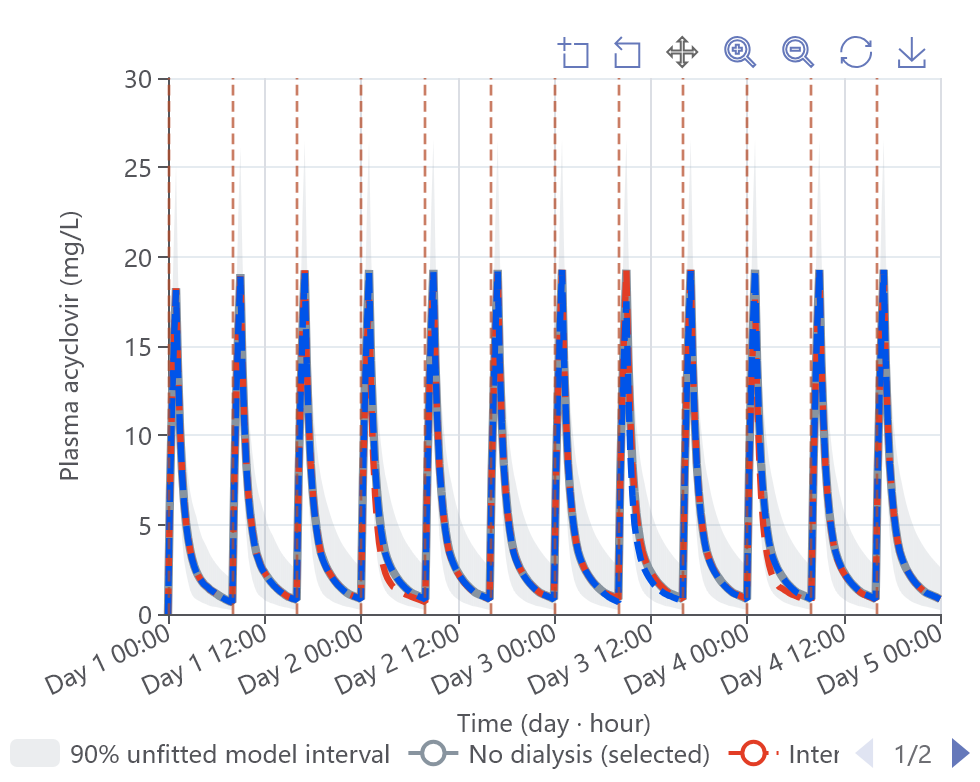 30
25
20
15
10
5
0
Plasma acyclovir (mg/L)
Day 1 00:00
Day 1 12:00
Day 2 00:00
Day 2 12:00
Day 3 00:00
Day 3 12:00
Day 4 00:00
Day 4 12:00
Day 5 00:00
Time (day · hour)
90% unfitted model interval
No dialysis (selected)
Inter
1/2